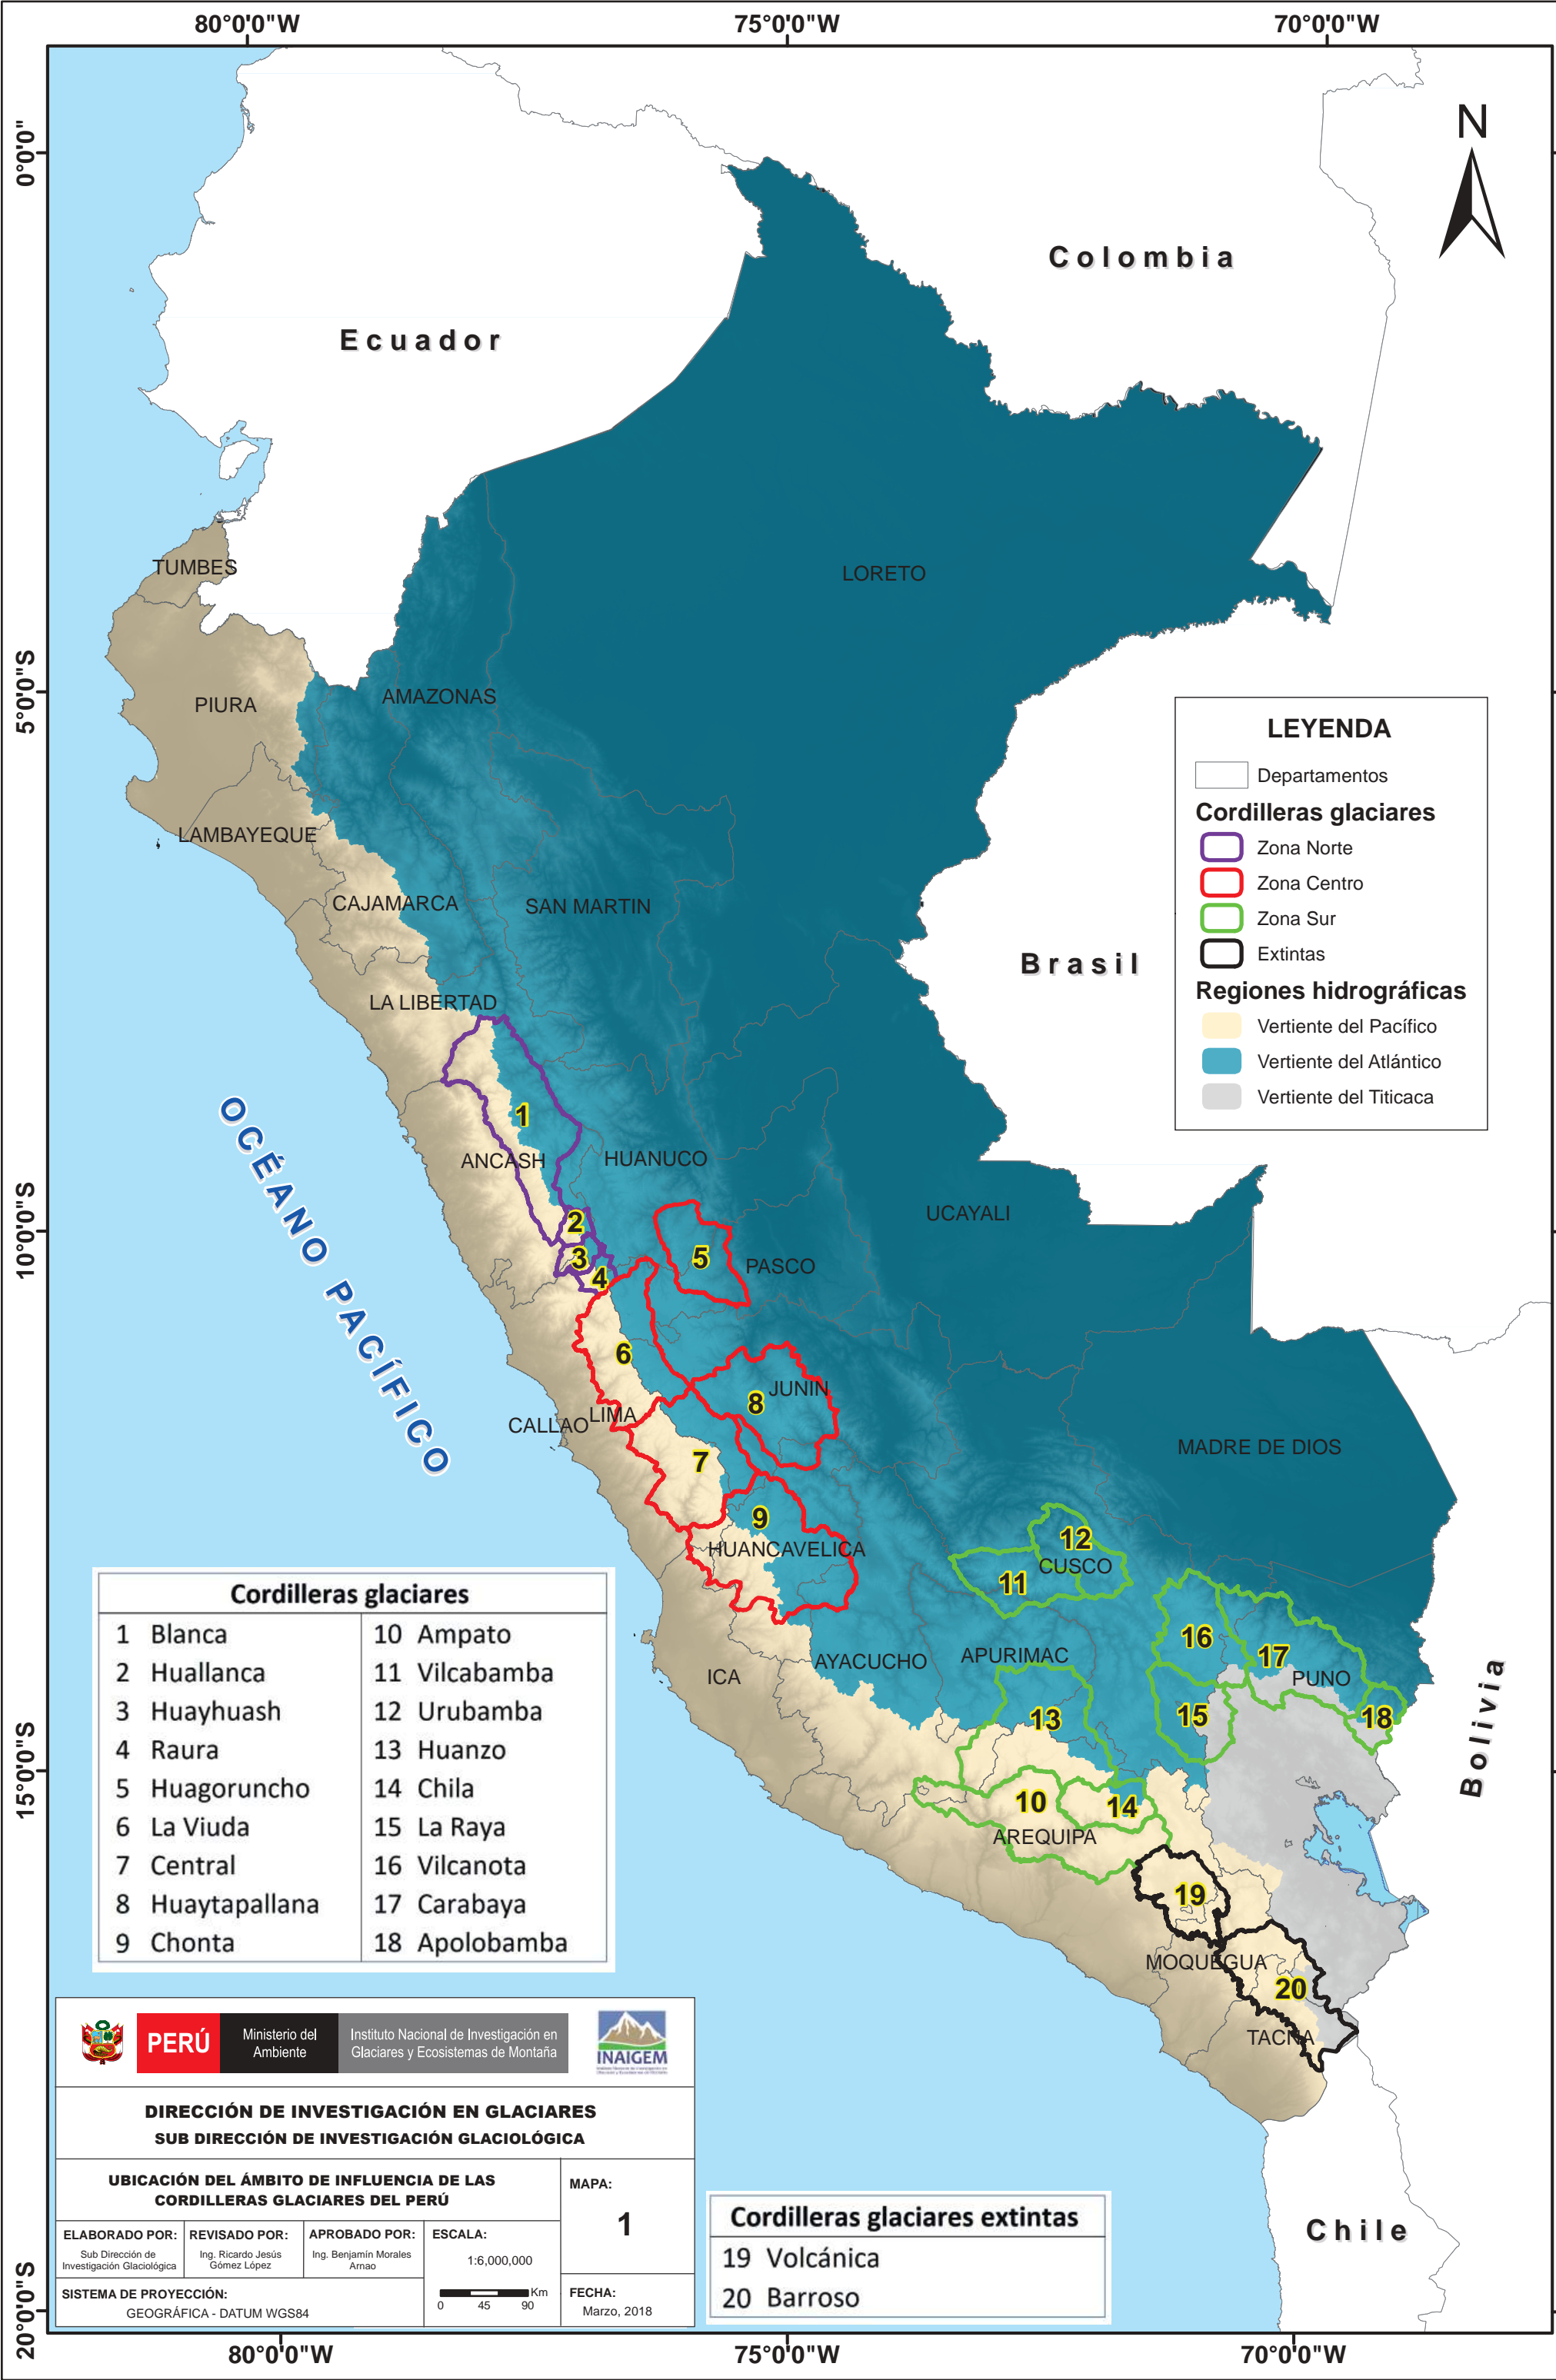 80°0'0"W
75°0'0"W
70°0'0"W
0°0'0"
5°0'0"S
10°0'0"S
15°0'0"S
20°0'0"S
N
Colombia
Ecuador
TUMBES
LORETO
PIURA
AMAZONAS
LAMBAYEQUE
CAJAMARCA
SAN MARTIN
Brasil
LA LIBERTAD
LEYENDA
Departamentos
Cordilleras glaciares
Zona Norte
Zona Centro
Zona Sur
Extintas
Regiones hidrográficas
Vertiente del Pacífico
Vertiente del Atlántico
Vertiente del Titicaca
OCÉANO PACÍFICO
1
ANCASH
HUANUCO
UCAYALI
2
3
4
5
PASCO
6
JUNIN
8
LIMA
CALLAO
7
MADRE DE DIOS
9
HUANCAVELICA
12
CUSCO
11
16
17
AYACUCHO
APURIMAC
PUNO
ICA
13
15
18
Bolivia
10
14
AREQUIPA
19
MOQUEGUA
20
TACNA
Chile
Cordilleras glaciares
1 Blanca
2 Huallanca
3 Huayhuash
4 Raura
5 Huagoruncho
6 La Viuda
7 Central
8 Huaytapallana
9 Chonta
10 Ampato
11 Vilcabamba
12 Urubamba
13 Huanzo
14 Chila
15 La Raya
16 Vilcanota
17 Carabaya
18 Apolobamba
PERÚ
Ministerio del
Ambiente
Instituto Nacional de Investigación en
Glaciares y Ecosistemas de Montaña
INAIGEM
DIRECCIÓN DE INVESTIGACIÓN EN GLACIARES
SUB DIRECCIÓN DE INVESTIGACIÓN GLACIOLÓGICA
UBICACIÓN DEL ÁMBITO DE INFLUENCIA DE LAS
CORDILLERAS GLACIARES DEL PERÚ
MAPA:
1
ELABORADO POR:
Sub Dirección de
Investigación Glaciológica
REVISADO POR:
Ing. Ricardo Jesús
Gómez López
APROBADO POR:
Ing. Benjamín Morales
Arnao
ESCALA:
1:6,000,000
Km
0 45 90
SISTEMA DE PROYECCIÓN:
GEOGRÁFICA - DATUM WGS84
FECHA:
Marzo, 2018
Cordilleras glaciares extintas
19 Volcánica
20 Barroso
80°0'0"W
75°0'0"W
70°0'0"W